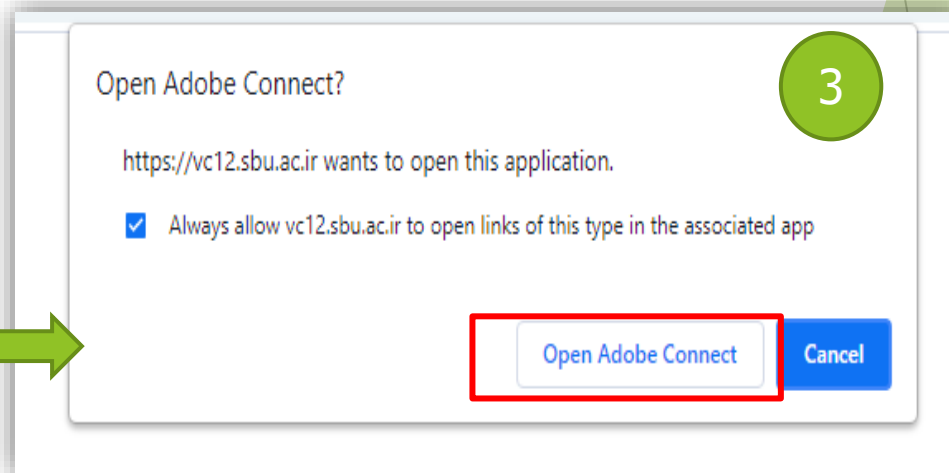 Open Adobe Connect?
3
https://vc12.sbu.ac.ir wants to open this application.
Always allow vc12.sbu.ac.ir to open links of this type in the associated app
Open Adobe Connect
Cancel